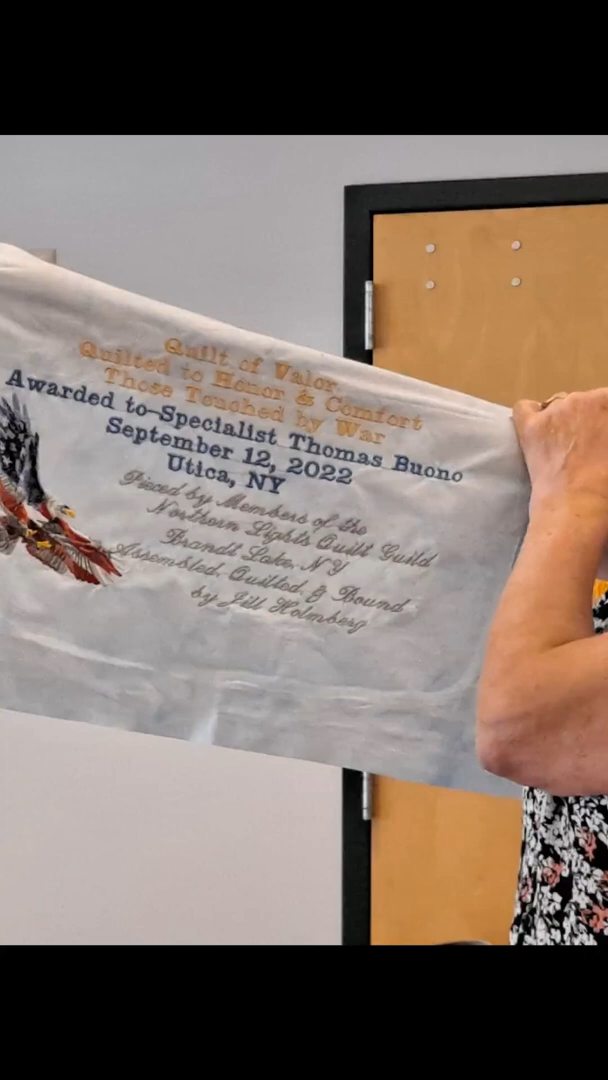 Quilt of Valor
Quilted to Honor & Comfort
Those Touched by War
Awarded to-Specialist Thomas Buono
September 12, 2022
Utica, NY
Pieced by Members of the
Northern Lights Quilt Guild
Brandt Lake, NY
Assembled, Quilted & Bound
by Jill Holmberg